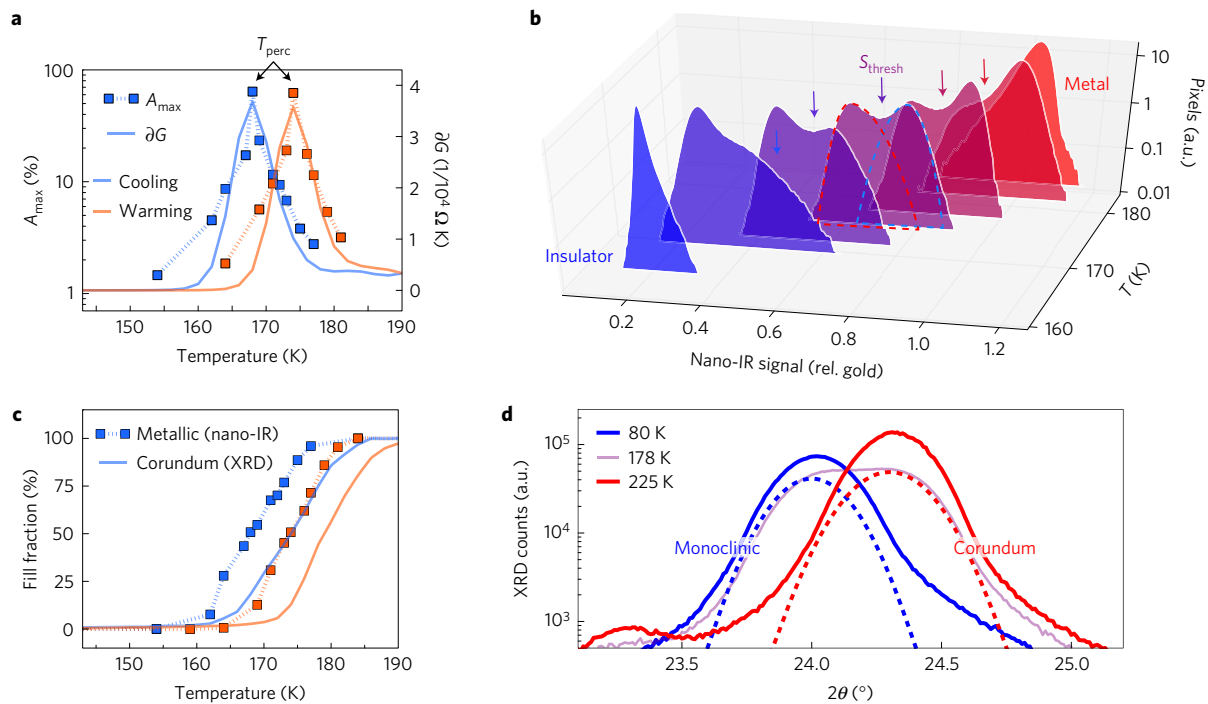 a
T_perc
100
10
1
A_max (%)
A_max
∂G
Cooling
Warming
4
3
2
1
0
∂G (1/10⁴ Ω K)
150
160
170
180
190
Temperature (K)
b
S_thresh
Metal
Insulator
10
1
0.1
0.01
Pixels (a.u.)
180
170
160
T (K)
0.2
0.4
0.6
0.8
1.0
1.2
Nano-IR signal (rel. gold)
c
Metallic (nano-IR)
Corundum (XRD)
100
75
50
25
0
Fill fraction (%)
150
160
170
180
190
Temperature (K)
d
80 K
178 K
225 K
Monoclinic
Corundum
10⁵
10⁴
10³
XRD counts (a.u.)
23.5
24.0
24.5
25.0
2θ (°)